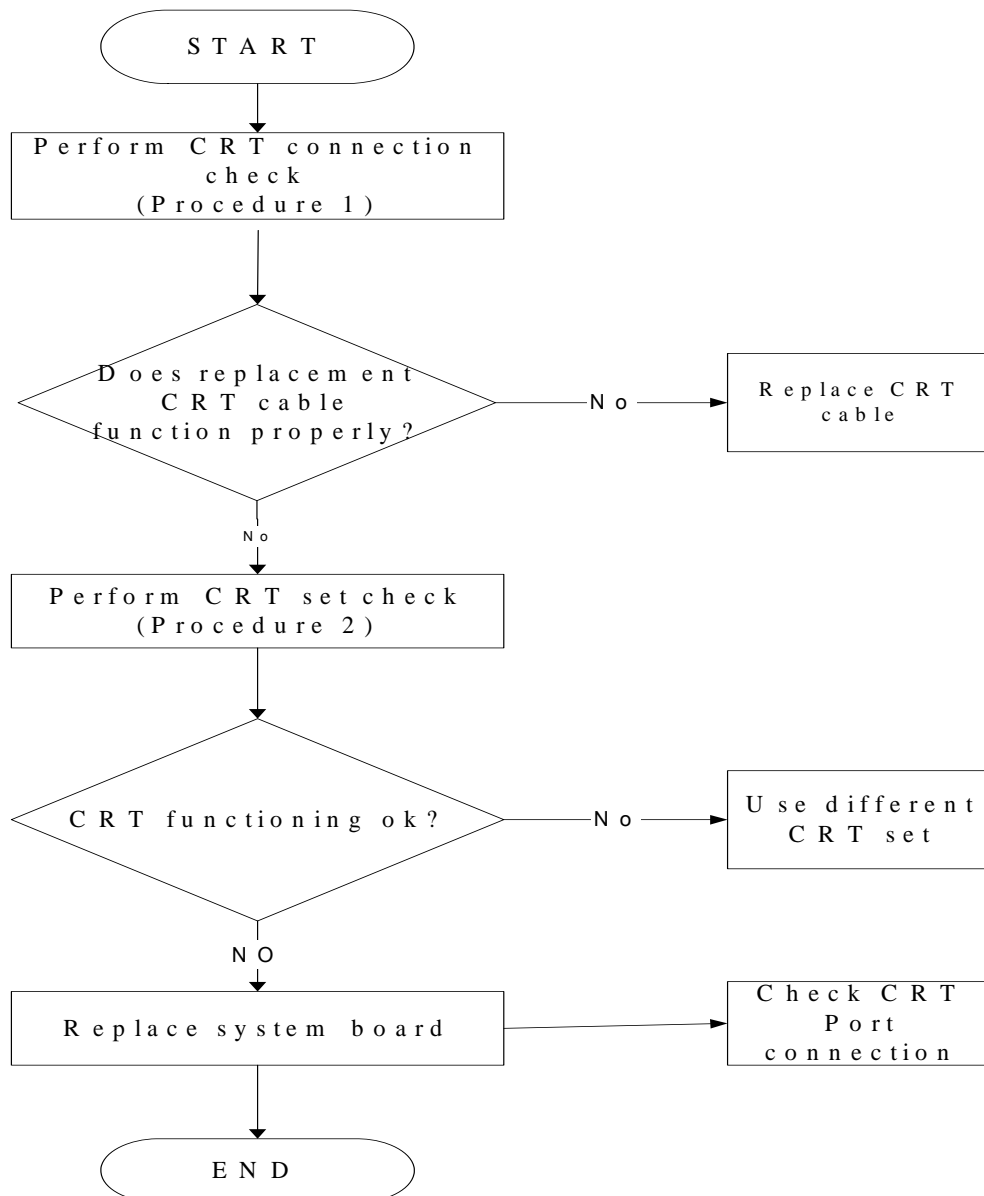 START
Perform CRT connection
check
(Procedure 1)
Does replacement
CRT cable
function properly?
No
Replace CRT
cable
No
Perform CRT set check
(Procedure 2)
CRT functioning ok?
No
Use different
CRT set
NO
Replace system board
Check CRT
Port
connection
END